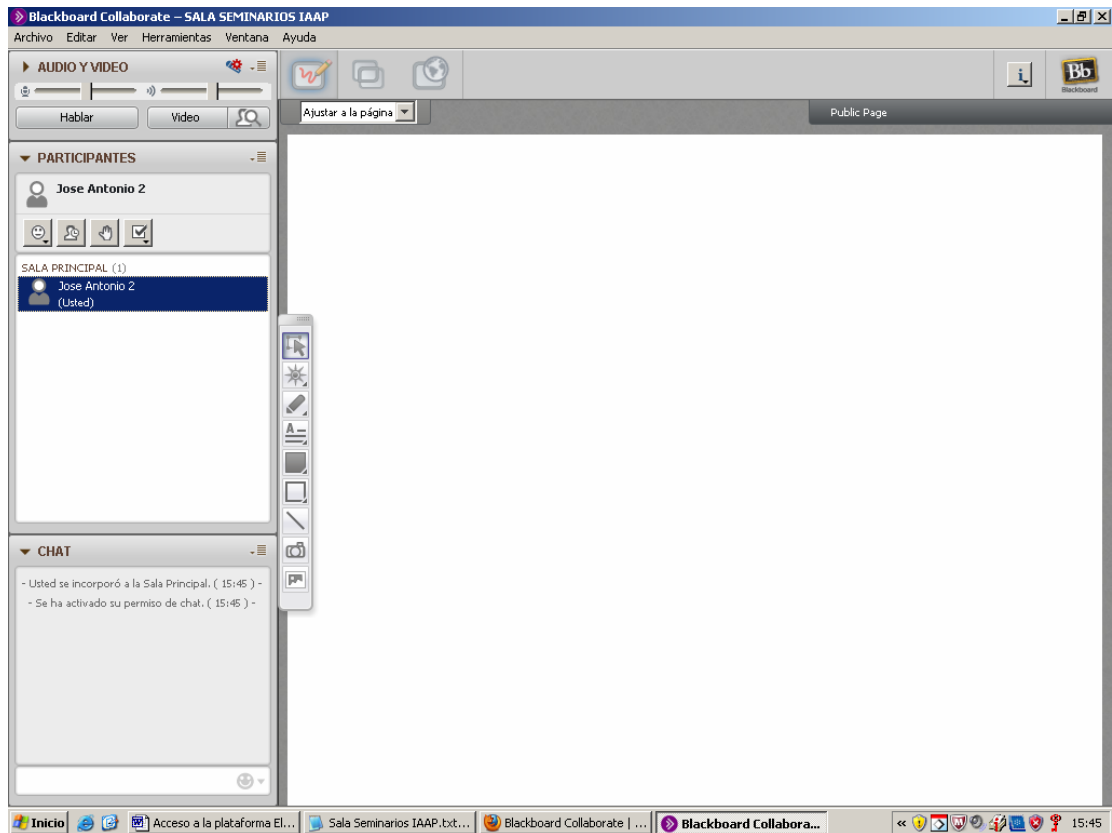 Blackboard Collaborate – SALA SEMINARIOS IAAP
Archivo Editar Ver Herramientas Ventana Ayuda
AUDIO Y VIDEO
Hablar Video
Ajustar a la página
Public Page
i
Bb
Blackboard
PARTICIPANTES
Jose Antonio 2
SALA PRINCIPAL (1)
Jose Antonio 2
(Usted)
A
CHAT
- Usted se incorporó a la Sala Principal. ( 15:45 ) -
- Se ha activado su permiso de chat. ( 15:45 ) -
Inicio Acceso a la plataforma El... Sala Seminarios IAAP.txt... Blackboard Collaborate | ... Blackboard Collabora... « 15:45